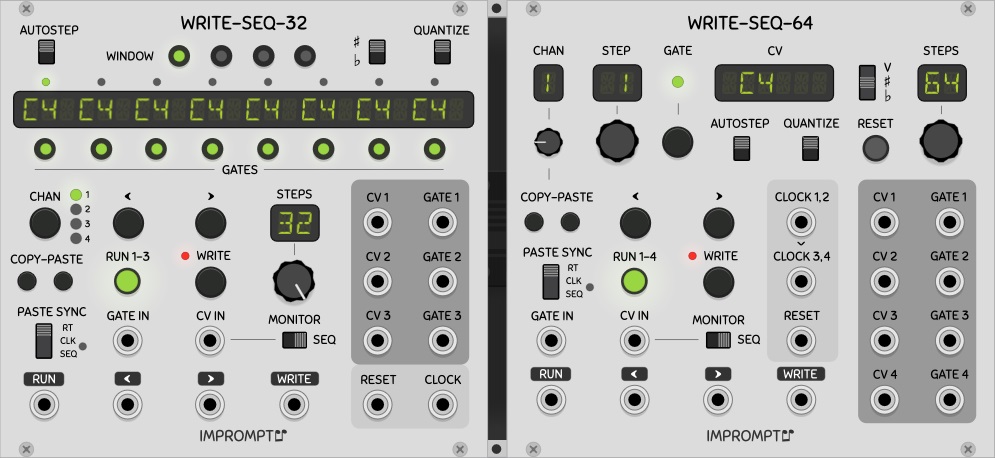 WRITE-SEQ-32
AUTOSTEP
WINDOW
♯
♭
QUANTIZE
C4 C4 C4 C4 C4 C4 C4 C4
GATES
CHAN
1
2
3
4
<
>
STEPS
32
COPY-PASTE
RUN 1-3
WRITE
PASTE SYNC
RT
CLK
SEQ
GATE IN
CV IN
MONITOR
SEQ
RUN
<
>
WRITE
CV 1 GATE 1
CV 2 GATE 2
CV 3 GATE 3
RESET CLOCK
IMPROMPTU
WRITE-SEQ-64
CHAN STEP GATE CV STEPS
1 1 C4 64
V
♯
♭
AUTOSTEP QUANTIZE RESET
COPY-PASTE
<
>
CLOCK 1,2
CLOCK 3,4
RESET
PASTE SYNC
RT
CLK
SEQ
RUN 1-4
WRITE
GATE IN
CV IN
MONITOR
SEQ
RUN
<
>
WRITE
CV 1 GATE 1
CV 2 GATE 2
CV 3 GATE 3
CV 4 GATE 4
IMPROMPTU